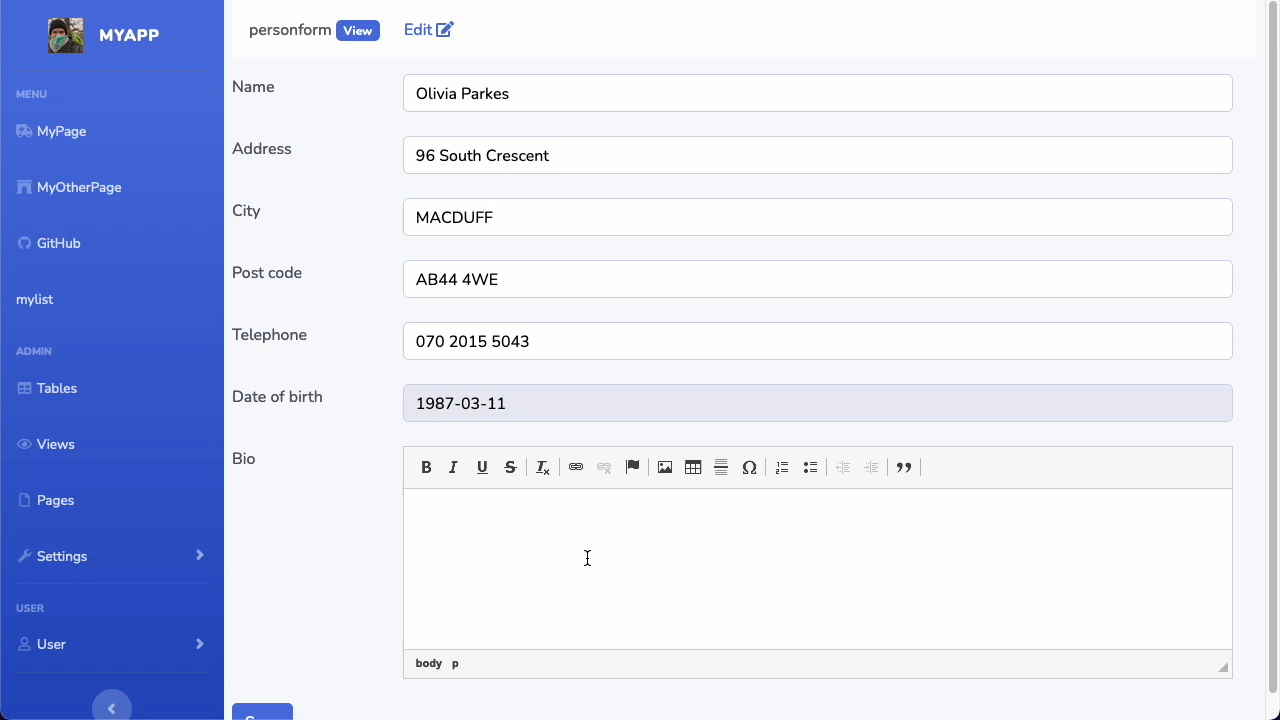 MYAPP
MENU
MyPage
MyOtherPage
GitHub
mylist
ADMIN
Tables
Views
Pages
Settings
USER
User
personform View Edit
Name
Olivia Parkes
Address
96 South Crescent
City
MACDUFF
Post code
AB44 4WE
Telephone
070 2015 5043
Date of birth
1987-03-11
Bio
B I U S
body p